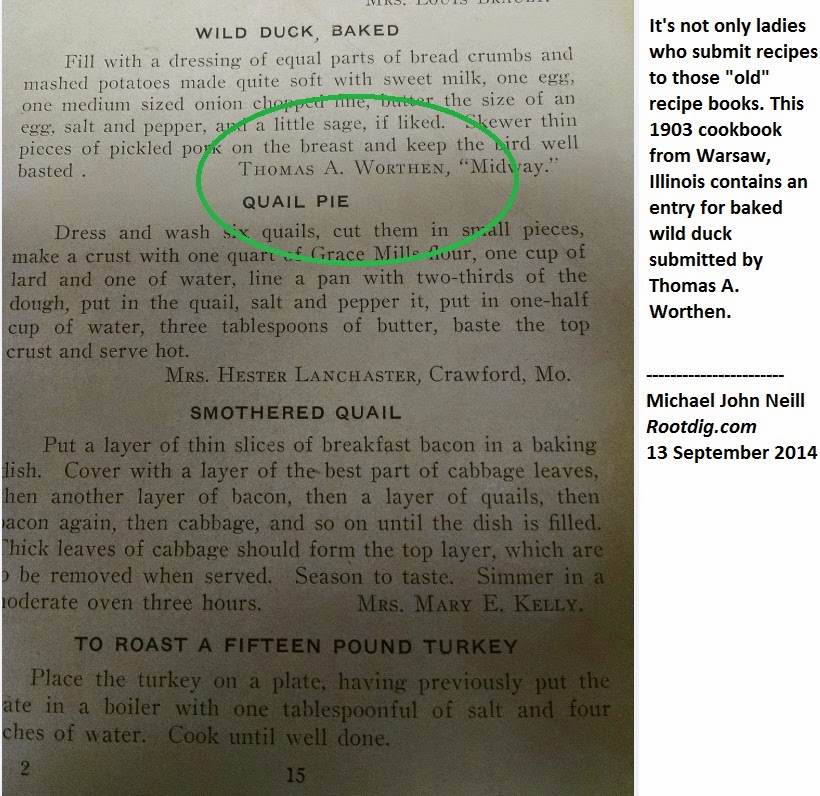 MRS. LOUIS BRAULT.
WILD DUCK, BAKED
Fill with a dressing of equal parts of bread crumbs and
mashed potatoes made quite soft with sweet milk, one egg,
one medium sized onion chopped fine, butter the size of an
egg, salt and pepper, and a little sage, if liked. Skewer thin
pieces of pickled pork on the breast and keep the bird well
basted .
THOMAS A. WORTHEN, "Midway."
QUAIL PIE
Dress and wash six quails, cut them in small pieces,
make a crust with one quart of Grace Mills flour, one cup of
lard and one of water, line a pan with two-thirds of the
dough, put in the quail, salt and pepper it, put in one-half
cup of water, three tablespoons of butter, baste the top
crust and serve hot.
MRS. HESTER LANCHASTER, Crawford, Mo.
SMOTHERED QUAIL
Put a layer of thin slices of breakfast bacon in a baking
dish. Cover with a layer of the best part of cabbage leaves,
hen another layer of bacon, then a layer of quails, then
acon again, then cabbage, and so on until the dish is filled.
Thick leaves of cabbage should form the top layer, which are
o be removed when served. Season to taste. Simmer in a
moderate oven three hours. MRS. MARY E. KELLY.
TO ROAST A FIFTEEN POUND TURKEY
Place the turkey on a plate, having previously put the
ate in a boiler with one tablespoonful of salt and four
ches of water. Cook until well done.
2
15
It's not only ladies
who submit recipes
to those "old"
recipe books. This
1903 cookbook
from Warsaw,
Illinois contains an
entry for baked
wild duck
submitted by
Thomas A.
Worthen.
-----------------------
Michael John Neill
Rootdig.com
13 September 2014